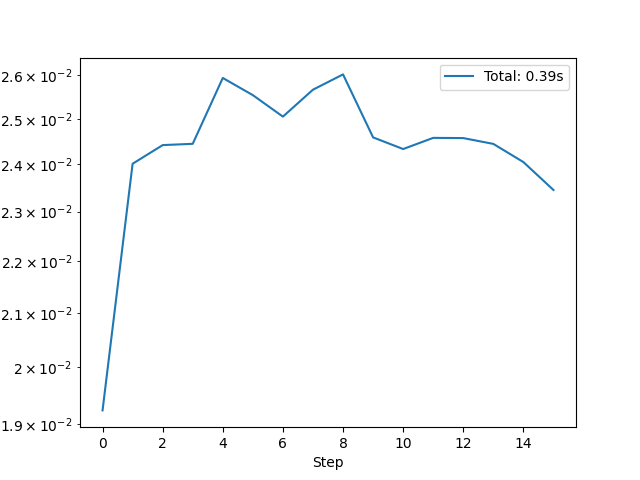 Total: 0.39s
2.6 × 10⁻²
2.5 × 10⁻²
2.4 × 10⁻²
2.3 × 10⁻²
2.2 × 10⁻²
2.1 × 10⁻²
2 × 10⁻²
1.9 × 10⁻²
0 2 4 6 8 10 12 14
Step